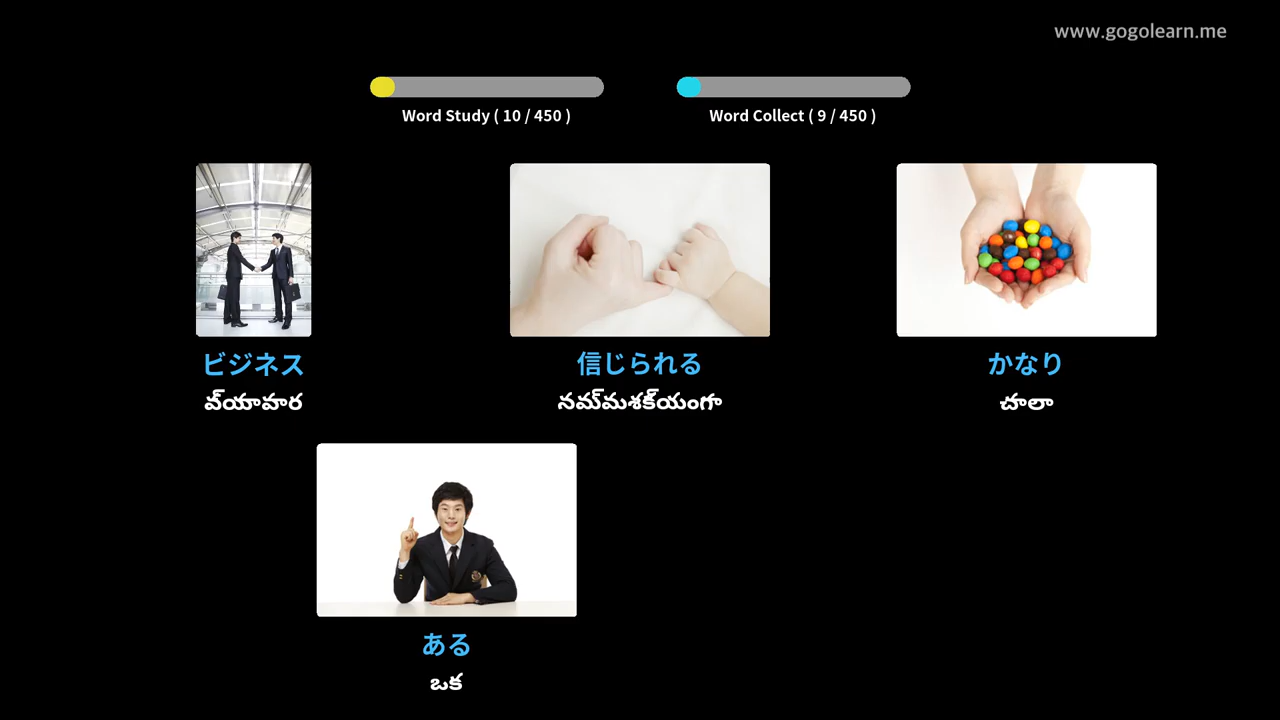 www.gogolearn.me
Word Study ( 10 / 450 )
Word Collect ( 9 / 450 )
ビジネス
信じられる
かなり
వ్‌యాపార
నమ్‌మశక్‌యంగా
చాలా
ある
ఒక